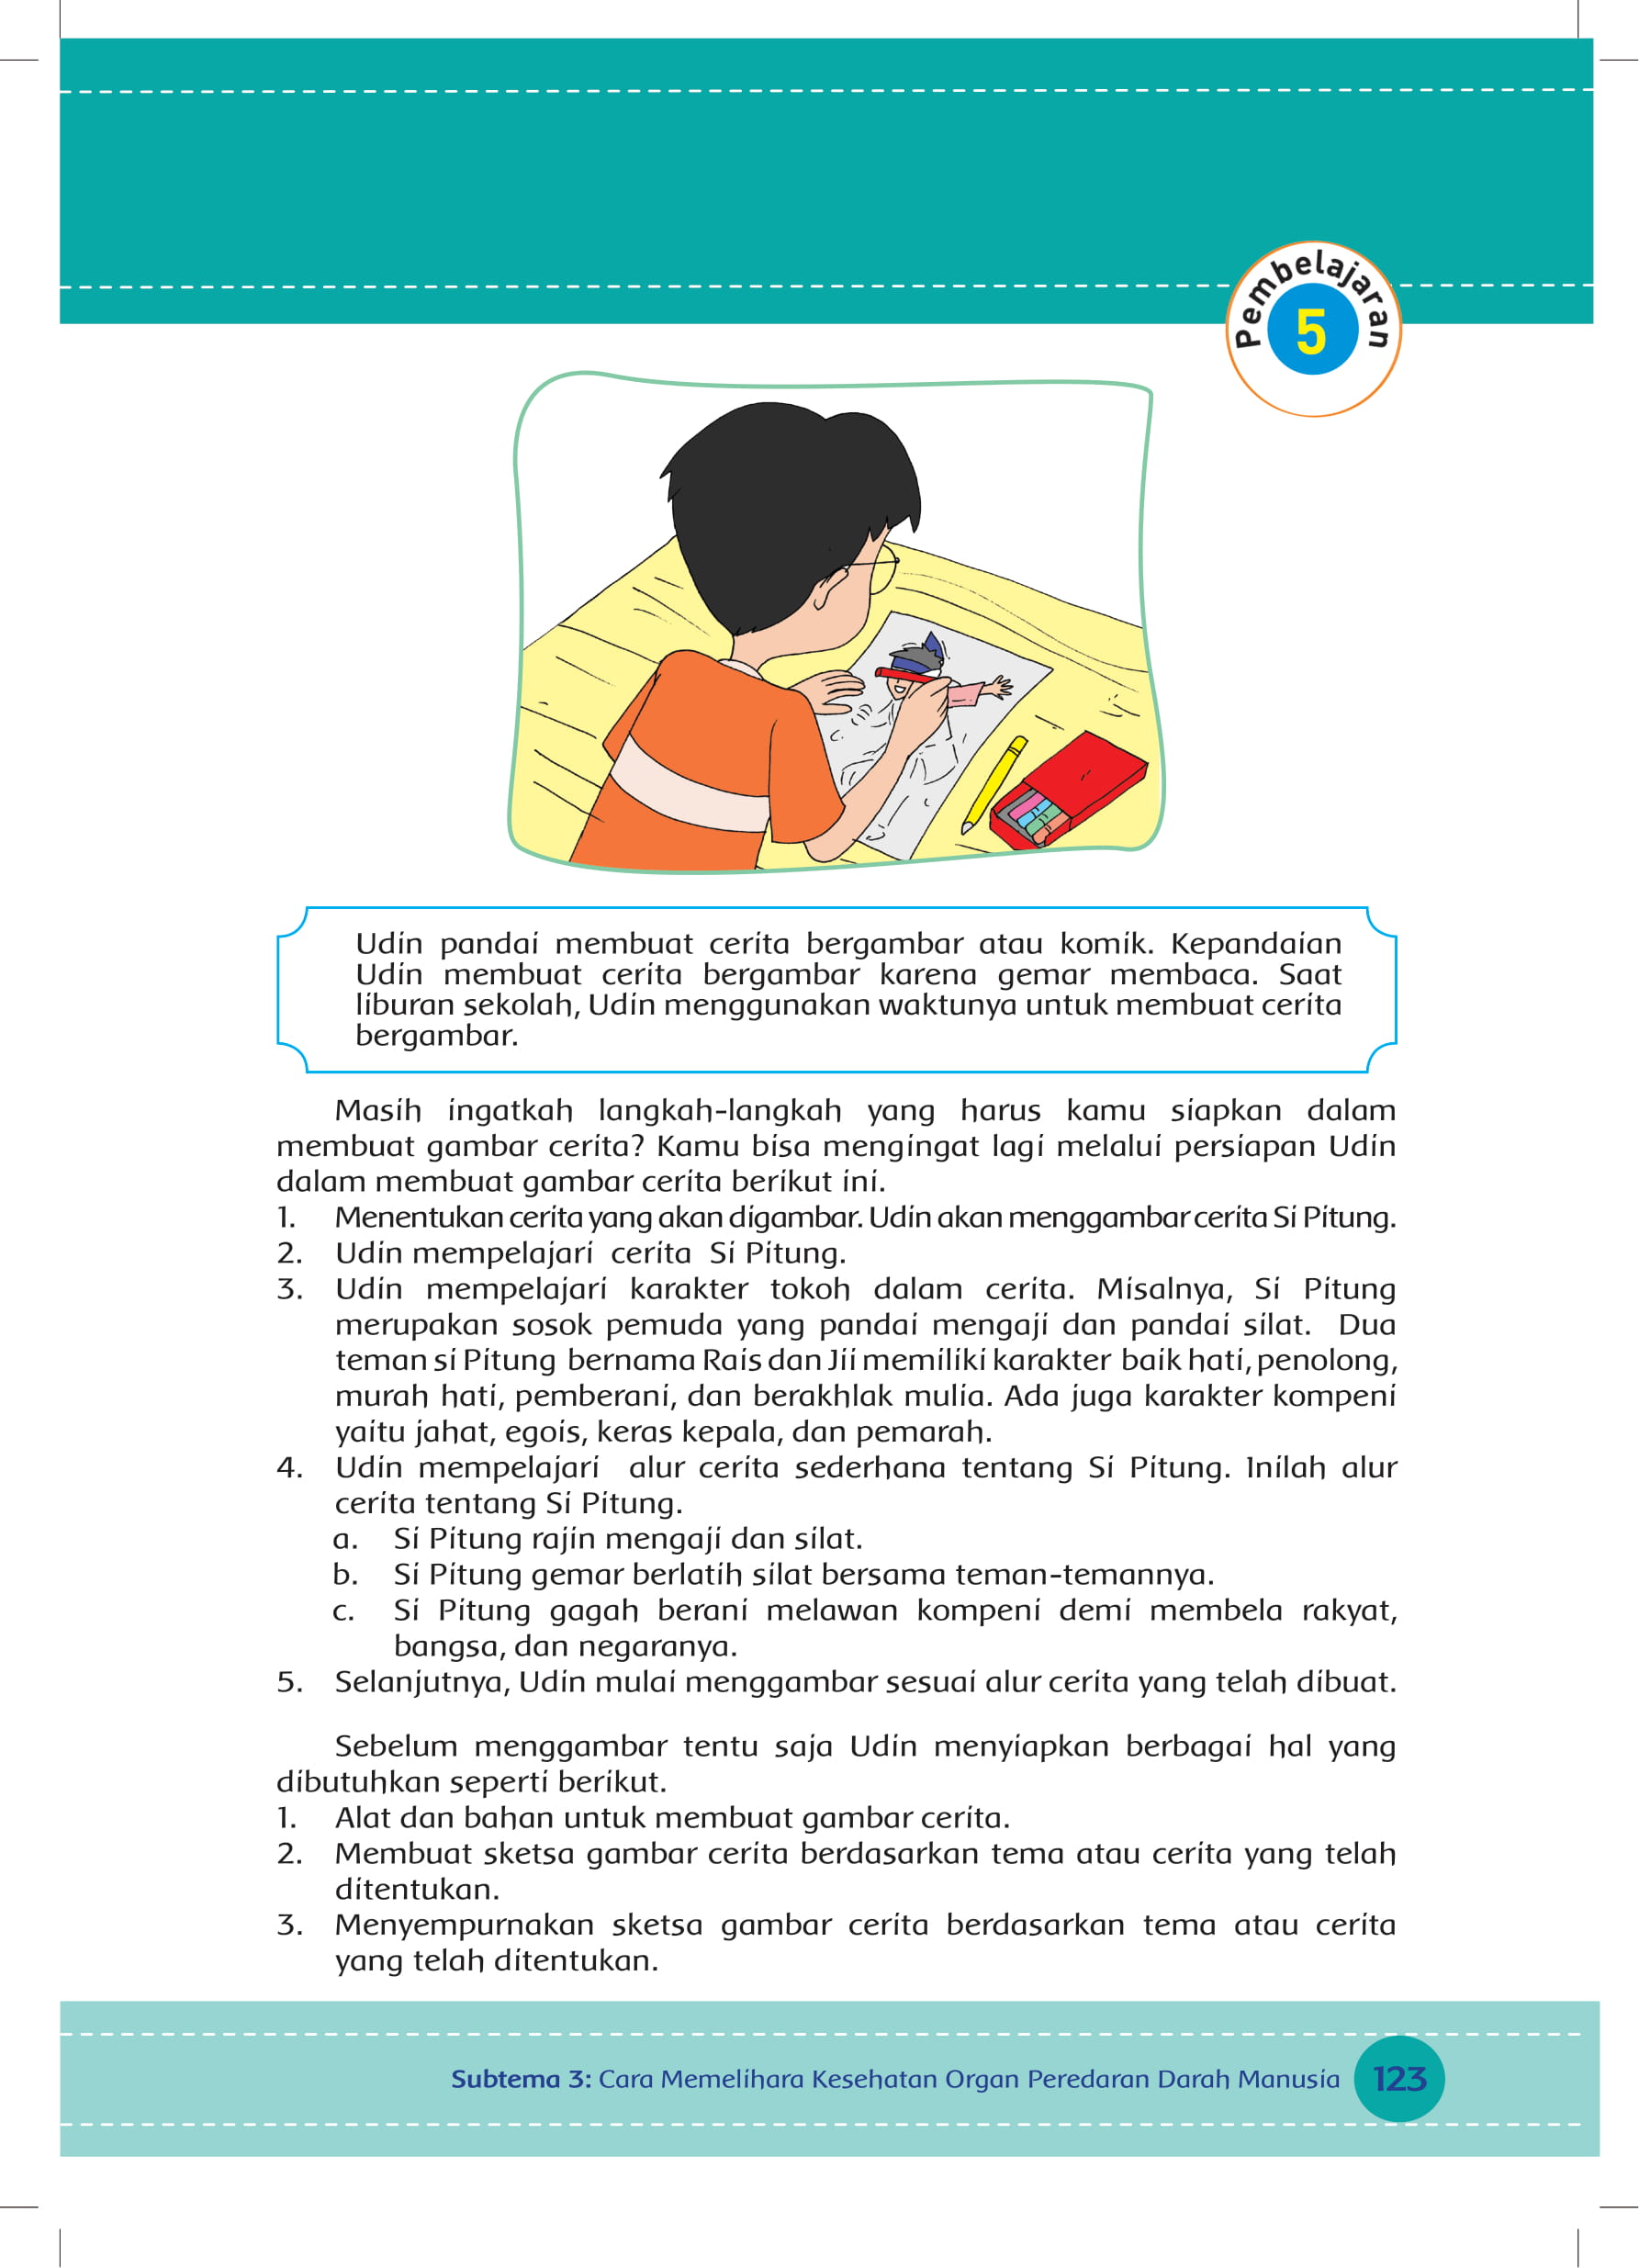 Pembelajaran
5
Udin pandai membuat cerita bergambar atau komik. Kepandaian
Udin membuat cerita bergambar karena gemar membaca. Saat
liburan sekolah, Udin menggunakan waktunya untuk membuat cerita
bergambar.
Masih ingatkah langkah-langkah yang harus kamu siapkan dalam
membuat gambar cerita? Kamu bisa mengingat lagi melalui persiapan Udin
dalam membuat gambar cerita berikut ini.
1. Menentukan cerita yang akan digambar. Udin akan menggambar cerita Si Pitung.
2. Udin mempelajari cerita Si Pitung.
3. Udin mempelajari karakter tokoh dalam cerita. Misalnya, Si Pitung
merupakan sosok pemuda yang pandai mengaji dan pandai silat. Dua
teman si Pitung bernama Rais dan Jii memiliki karakter baik hati, penolong,
murah hati, pemberani, dan berakhlak mulia. Ada juga karakter kompeni
yaitu jahat, egois, keras kepala, dan pemarah.
4. Udin mempelajari alur cerita sederhana tentang Si Pitung. Inilah alur
cerita tentang Si Pitung.
a. Si Pitung rajin mengaji dan silat.
b. Si Pitung gemar berlatih silat bersama teman-temannya.
c. Si Pitung gagah berani melawan kompeni demi membela rakyat,
bangsa, dan negaranya.
5. Selanjutnya, Udin mulai menggambar sesuai alur cerita yang telah dibuat.
Sebelum menggambar tentu saja Udin menyiapkan berbagai hal yang
dibutuhkan seperti berikut.
1. Alat dan bahan untuk membuat gambar cerita.
2. Membuat sketsa gambar cerita berdasarkan tema atau cerita yang telah
ditentukan.
3. Menyempurnakan sketsa gambar cerita berdasarkan tema atau cerita
yang telah ditentukan.
Subtema 3: Cara Memelihara Kesehatan Organ Peredaran Darah Manusia
123